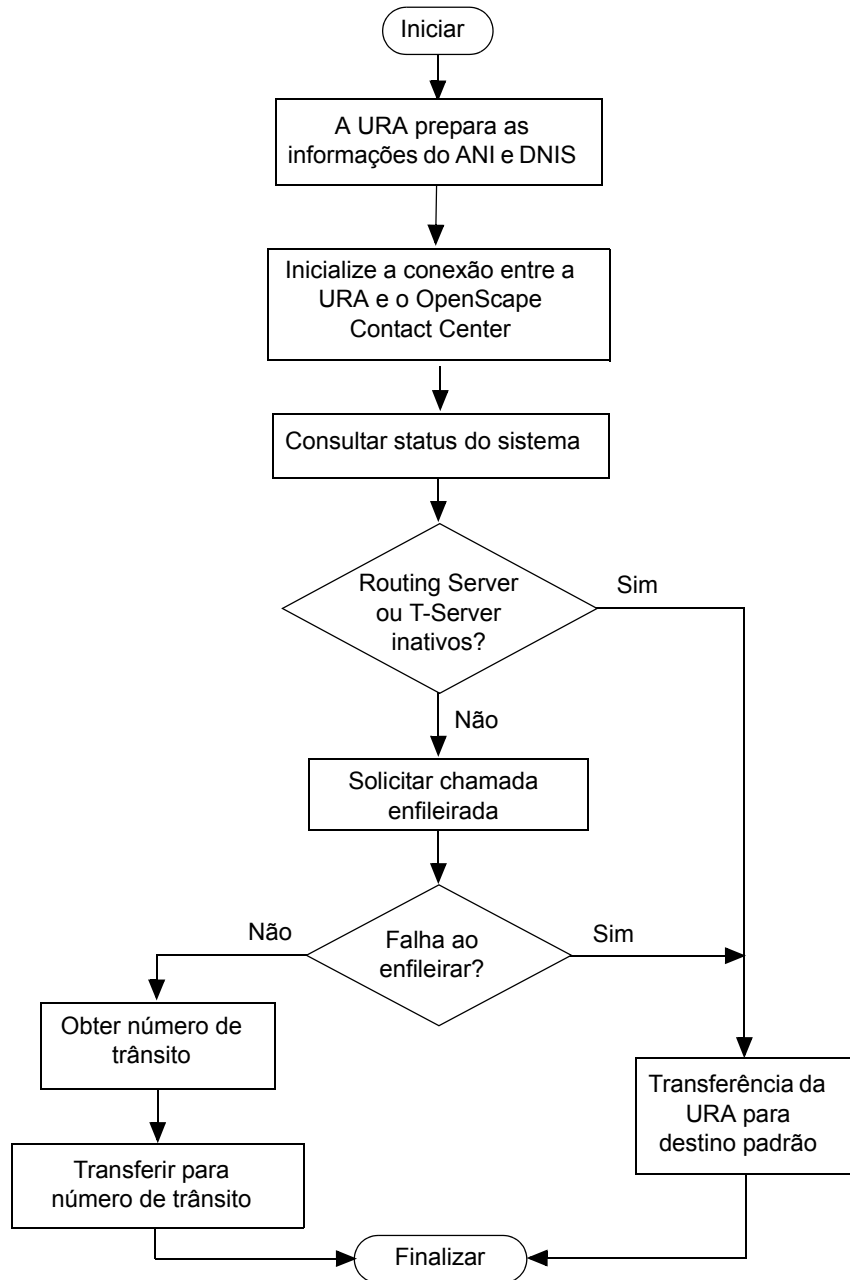 Iniciar
A URA prepara as
informações do ANI e DNIS
Inicialize a conexão entre a
URA e o OpenScape
Contact Center
Consultar status do sistema
Routing Server
ou T-Server
inativos?
Sim
Não
Solicitar chamada
enfileirada
Não
Falha ao
enfileirar?
Sim
Obter número de
trânsito
Transferência da
URA para
destino padrão
Transferir para
número de trânsito
Finalizar